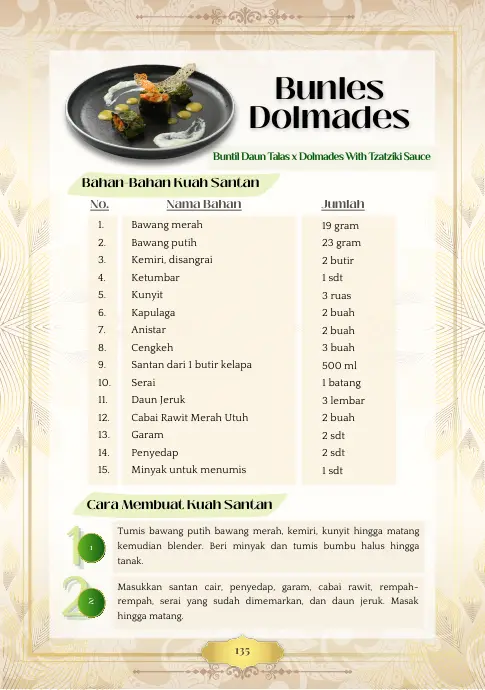 Bunles
Dolmades
Buntil Daun Talas x Dolmades With Tzatziki Sauce
Bahan-Bahan Kuah Santan
No. Nama Bahan Jumlah
1. Bawang merah 19 gram
2. Bawang putih 23 gram
3. Kemiri, disangrai 2 butir
4. Ketumbar 1 sdt
5. Kunyit 3 ruas
6. Kapulaga 2 buah
7. Anistar 2 buah
8. Cengkeh 3 buah
9. Santan dari 1 butir kelapa 500 ml
10. Serai 1 batang
11. Daun Jeruk 3 lembar
12. Cabai Rawit Merah Utuh 2 buah
13. Garam 2 sdt
14. Penyedap 2 sdt
15. Minyak untuk menumis 1 sdt
Cara Membuat Kuah Santan
1 1
Tumis bawang putih bawang merah, kemiri, kunyit hingga matang
kemudian blender. Beri minyak dan tumis bumbu halus hingga
tanak.
2 2
Masukkan santan cair, penyedap, garam, cabai rawit, rempah-
rempah, serai yang sudah dimemarkan, dan daun jeruk. Masak
hingga matang.
135